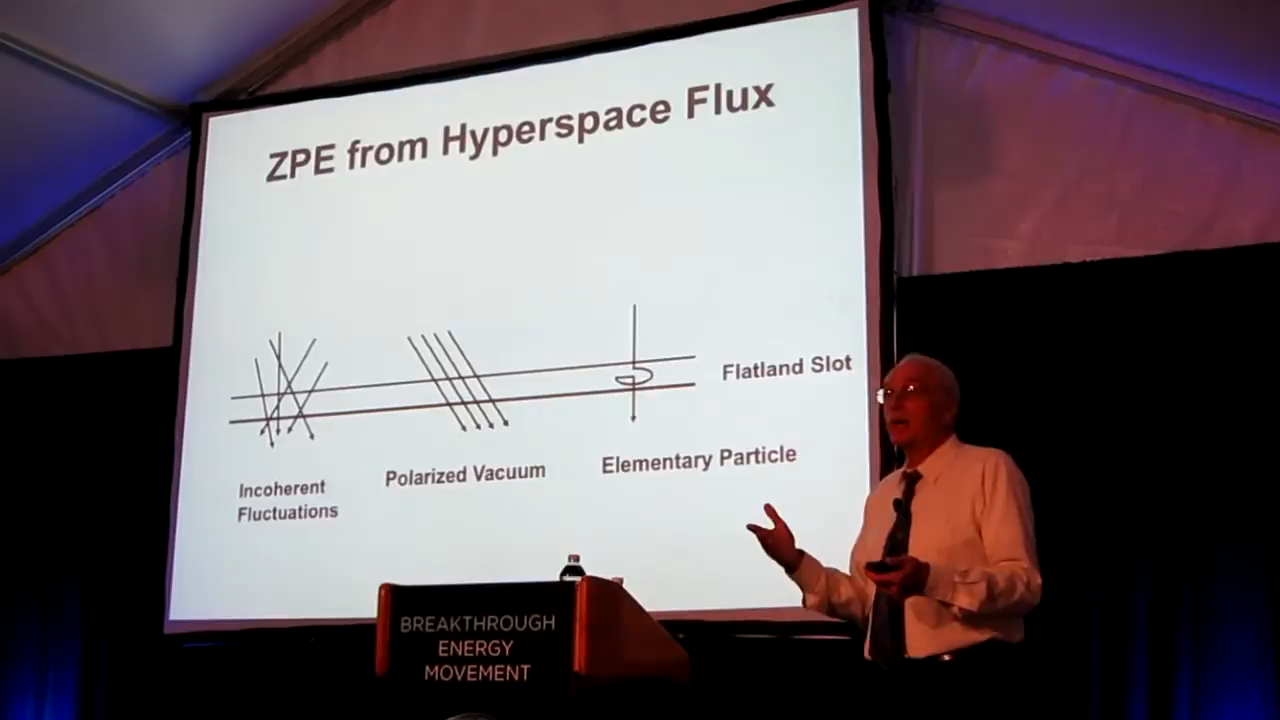 ZPE from Hyperspace Flux
Flatland Slot
Incoherent
Fluctuations
Polarized Vacuum
Elementary Particle
BREAKTHROUGH
ENERGY
MOVEMENT